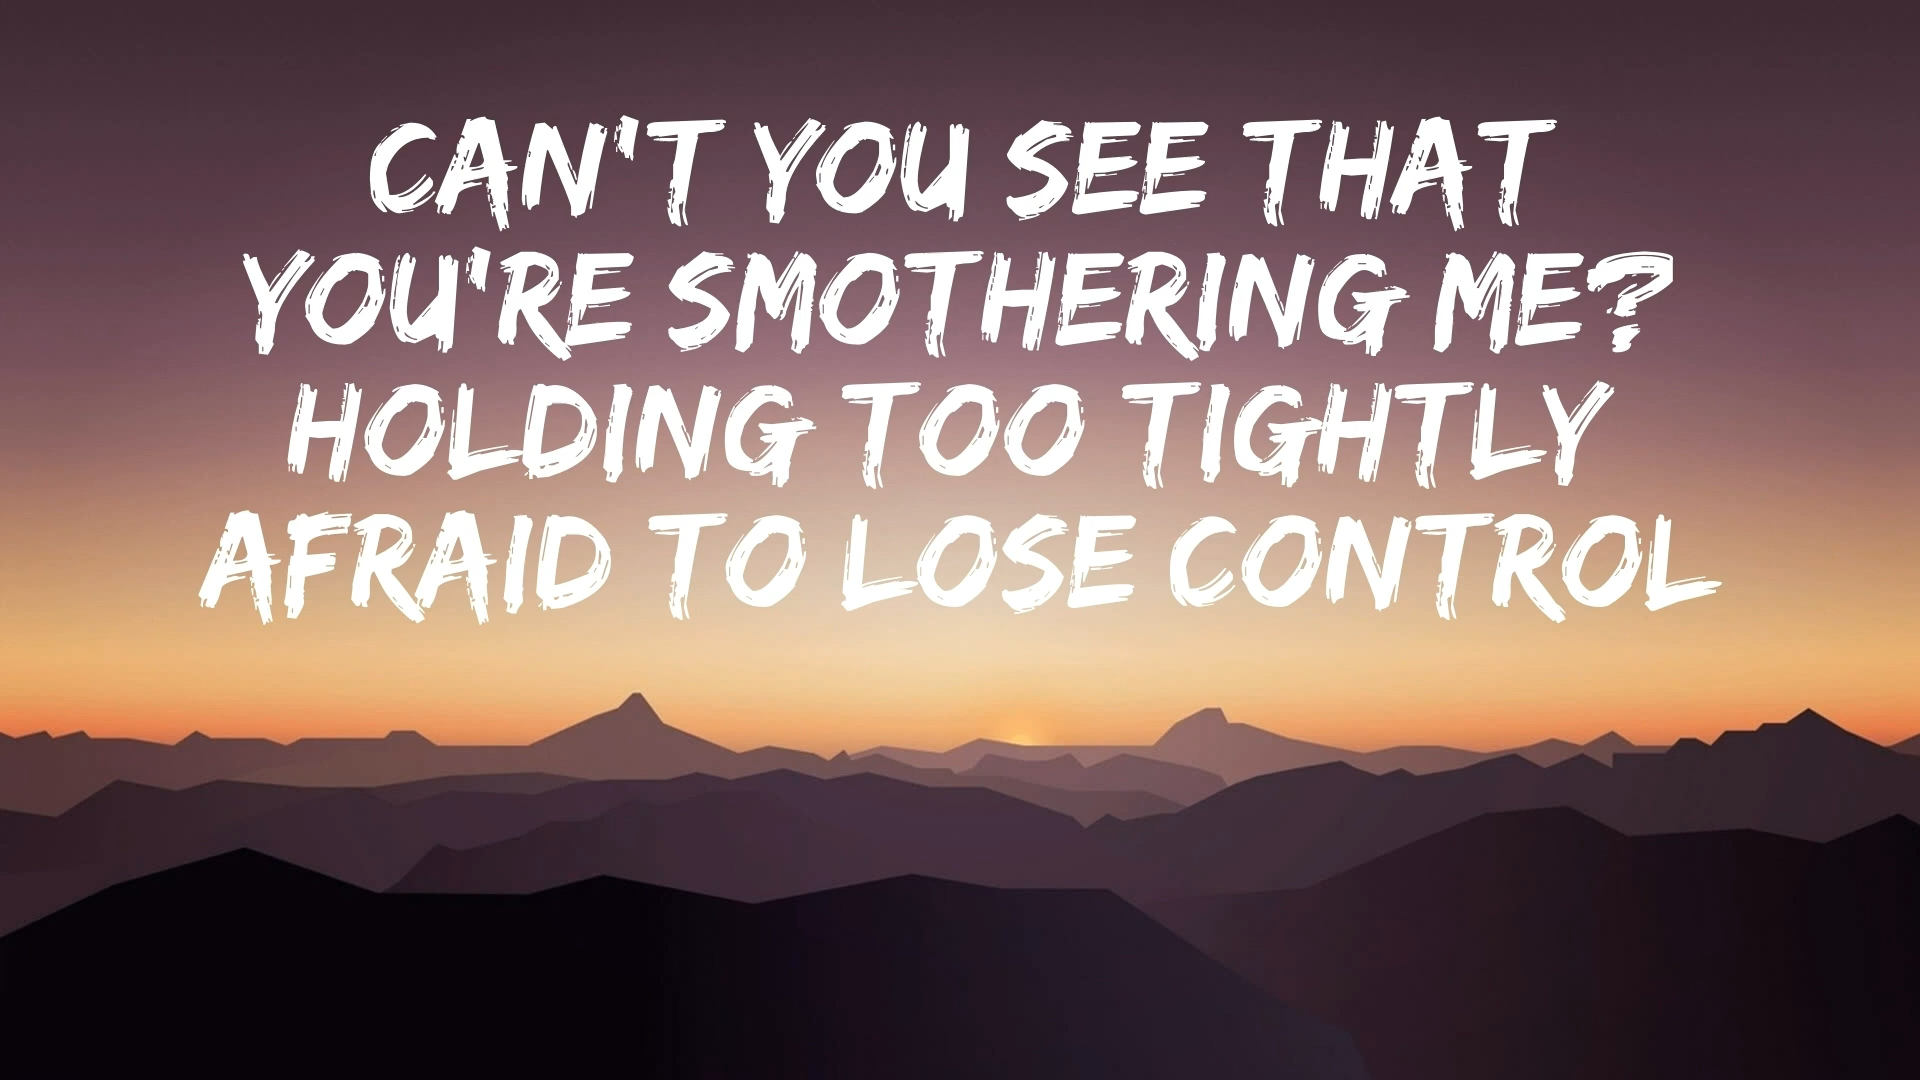 CAN'T YOU SEE THAT
YOU'RE SMOTHERING ME?
HOLDING TOO TIGHTLY
AFRAID TO LOSE CONTROL